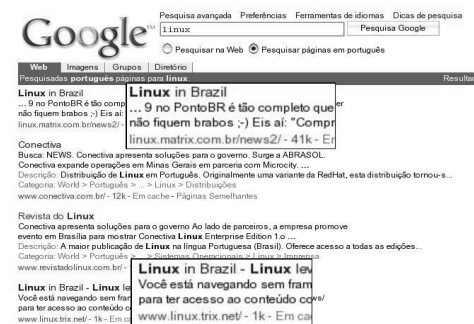 Google™
Pesquisa avançada Preferências Ferramentas de idiomas Dicas de pesquisa
linux
Pesquisa Google
Pesquisar na Web Pesquisar páginas em português
Web Imagens Grupos Diretório
Pesquisadas português páginas para linux. Resulta
Linux in Brazil
... 9 no PontoBR é tão comp
não fiquem brabos ;-) Eis aí:
linux.matrix.com.br/news2/ -
Linux in Brazil
... 9 no PontoBR é tão completo que
não fiquem brabos ;-) Eis aí: "Compr
linux.matrix.com.br/news2/ - 41k - Er
er
Conectiva
Busca: NEWS. Conectiva apresenta soluções para o governo. Surge a ABRASOL.
Conectiva expande operações em Minas Gerais em parceria com Microcity. ...
Descrição: Distribuição de Linux em Português. Originalmente uma variante da RedHat, esta distribuição tornou-s...
Categoria: World > Português > ... > Linux > Distribuições
www.conectiva.com.br/ - 12k - Em cache - Páginas Semelhantes
Revista do Linux
Conectiva apresenta soluções para o governo Ao lado de parceiros, a empresa promove
evento em Brasília para mostrar Conectiva Linux Enterprise Edition 1.o ...
Descrição: A maior publicação de Linux na língua Portuguesa (Brasil). Oferece acesso a todas as edições...
Categoria: World > Português > ... > Sistemas Operacionais > Linux > Imprensa
www.revistadolinux.com.br/ -
Linux in Brazil - Linux le
Você está navegando sem fran
para ter acesso ao conteúdo c
www.linux.trix.net/ - 1k - Em ca
Linux in Brazil - Linux lev
Você está navegando sem fram
para ter acesso ao conteúdo co
www.linux.trix.net/ - 1k - Em ca
ws/